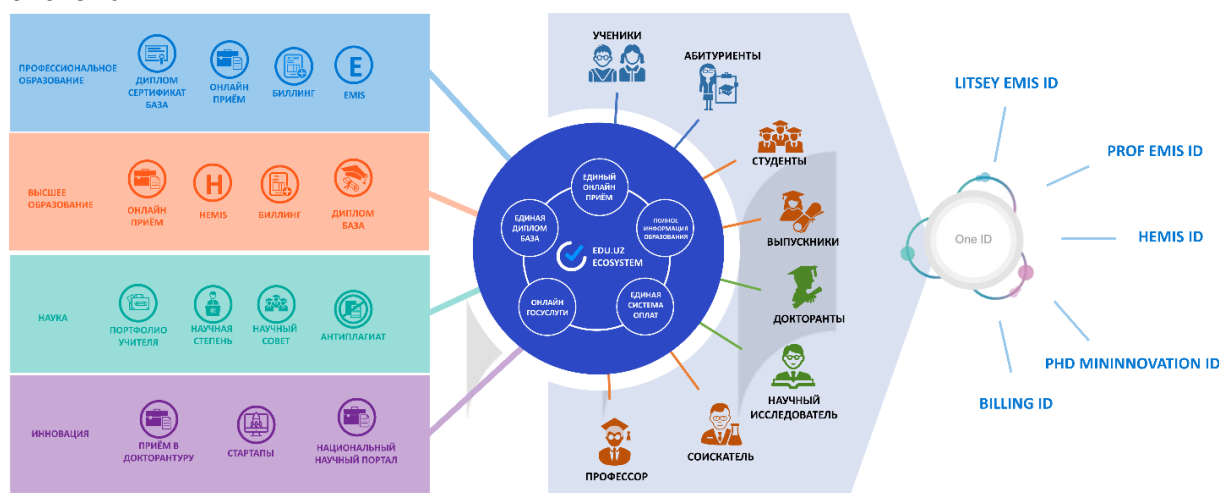 ПРОФЕССИОНАЛЬНОЕ
ОБРАЗОВАНИЕ
ДИПЛОМ
СЕРТИФИКАТ
БАЗА
ОНЛАЙН
ПРИЁМ
БИЛЛИНГ
E
EMIS
ВЫСШЕЕ
ОБРАЗОВАНИЕ
ОНЛАЙН
ПРИЁМ
H
HEMIS
БИЛЛИНГ
ДИПЛОМ
БАЗА
НАУКА
ПОРТФОЛИО
УЧИТЕЛЯ
НАУЧНАЯ
СТЕПЕНЬ
НАУЧНЫЙ
СОВЕТ
АНТИПЛАГИАТ
ИННОВАЦИЯ
ПРИЁМ В
ДОКТОРАНТУРУ
СТАРТАПЫ
НАЦИОНАЛЬНЫЙ
НАУЧНЫЙ ПОРТАЛ
ЕДИНЫЙ
ОНЛАЙН
ПРИЁМ
ЕДИНАЯ
ДИПЛОМ
БАЗА
ПОЛНОЕ
ИНФОРМАЦИЯ
ОБРАЗОВАНИЯ
EDU.UZ
ECOSYSTEM
ОНЛАЙН
ГОСУСЛУГИ
ЕДИНАЯ
СИСТЕМА
ОПЛАТ
УЧЕНИКИ
АБИТУРИЕНТЫ
СТУДЕНТЫ
ВЫПУСКНИКИ
ДОКТОРАНТЫ
НАУЧНЫЙ
ИССЛЕДОВАТЕЛЬ
СОИСКАТЕЛЬ
ПРОФЕССОР
LITSEY EMIS ID
PROF EMIS ID
One ID
HEMIS ID
PHD MININNOVATION ID
BILLING ID